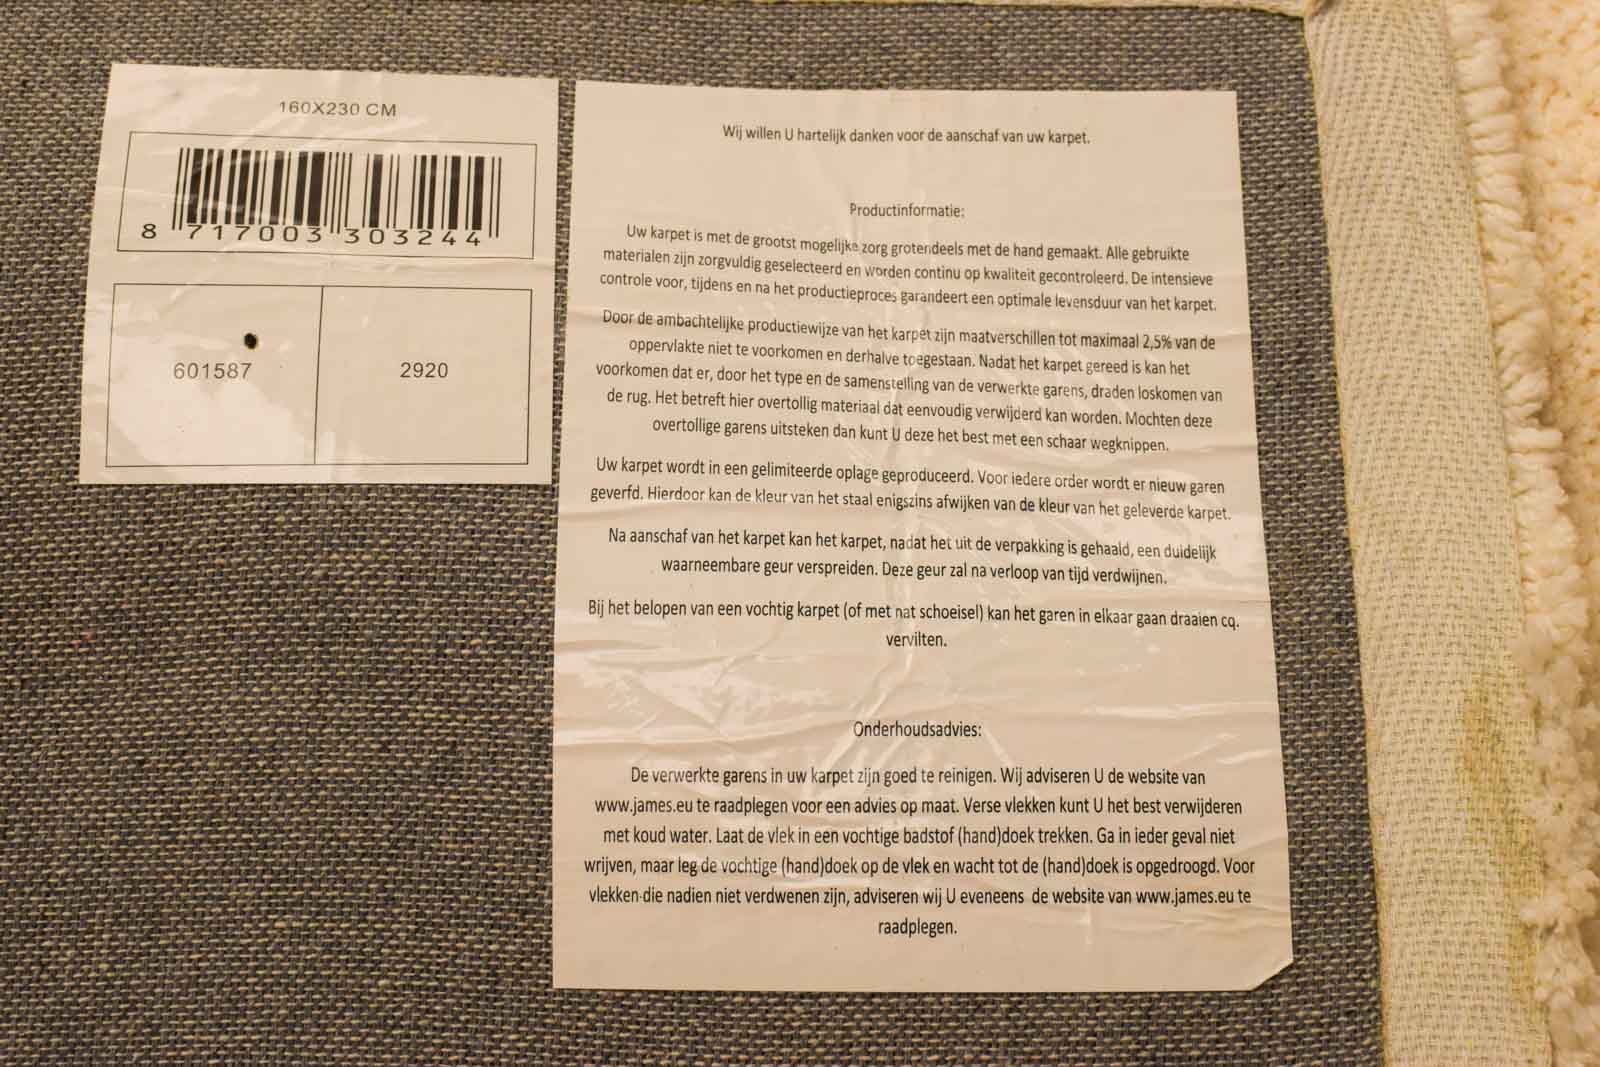 160X230 CM
8 717003 303244
601587
2920
Wij willen U hartelijk danken voor de aanschaf van uw karpet.
Productinformatie:
Uw karpet is met de grootst mogelijke zorg grotendeels met de hand gemaakt. Alle gebruikte
materialen zijn zorgvuldig geselecteerd en worden continu op kwaliteit gecontroleerd. De intensieve
controle voor, tijdens en na het productieproces garandeert een optimale levensduur van het karpet.
Door de ambachtelijke productiewijze van het karpet zijn maatverschillen tot maximaal 2,5% van de
oppervlakte niet te voorkomen en derhalve toegestaan. Nadat het karpet gereed is kan het
voorkomen dat er, door het type en de samenstelling van de verwerkte garens, draden loskomen van
de rug. Het betreft hier overtollig materiaal dat eenvoudig verwijderd kan worden. Mochten deze
overtollige garens uitsteken dan kunt U deze het best met een schaar wegknippen.
Uw karpet wordt in een gelimiteerde oplage geproduceerd. Voor iedere order wordt er nieuw garen
geverfd. Hierdoor kan de kleur van het staal enigszins afwijken van de kleur van het geleverde karpet.
Na aanschaf van het karpet kan het karpet, nadat het uit de verpakking is gehaald, een duidelijk
waarneembare geur verspreiden. Deze geur zal na verloop van tijd verdwijnen.
Bij het belopen van een vochtig karpet (of met nat schoeisel) kan het garen in elkaar gaan draaien cq.
vervilten.
Onderhoudsadvies:
De verwerkte garens in uw karpet zijn goed te reinigen. Wij adviseren U de website van
www.james.eu te raadplegen voor een advies op maat. Verse vlekken kunt U het best verwijderen
met koud water. Laat de vlek in een vochtige badstof (hand)doek trekken. Ga in ieder geval niet
wrijven, maar leg de vochtige (hand)doek op de vlek en wacht tot de (hand)doek is opgedroogd. Voor
vlekken die nadien niet verdwenen zijn, adviseren wij U eveneens de website van www.james.eu te
raadplegen.